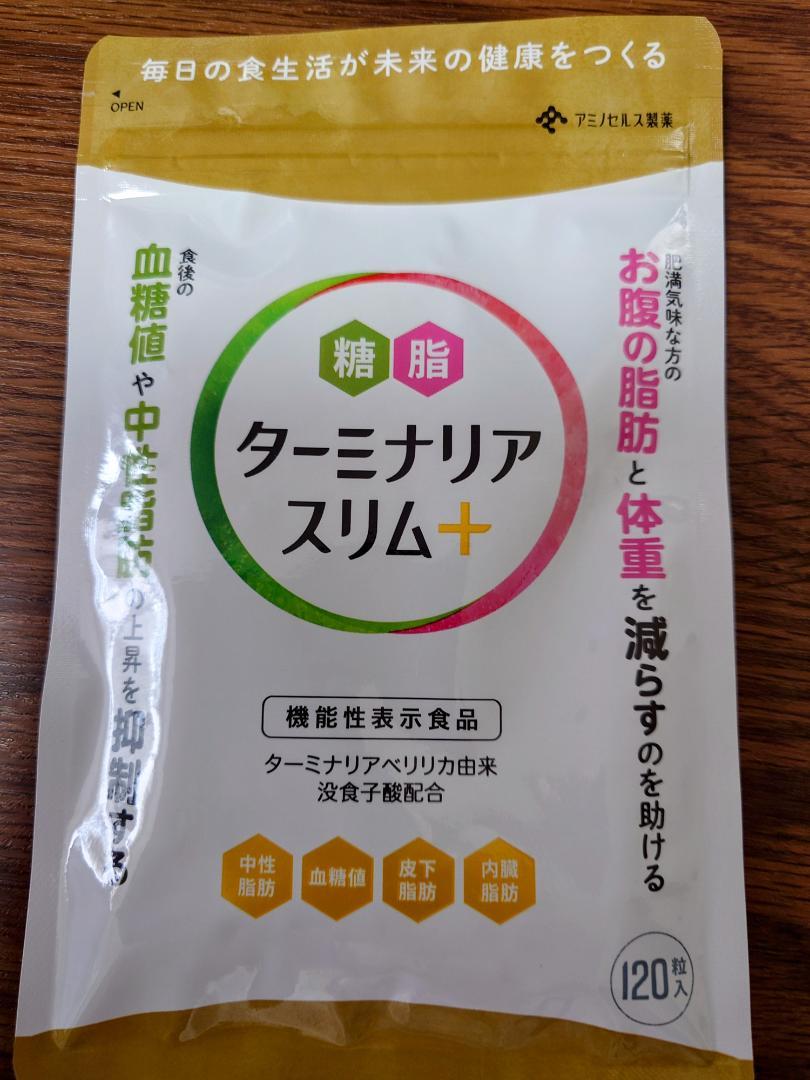 毎日の食生活が未来の健康をつくる
OPEN
アミノセルス製薬
肥満気味な方の
お腹の脂肪と体重を減らすのを助ける
食後の
血糖値や中性脂肪の上昇を抑制する
糖 脂
ターミナリア
スリム+
機能性表示食品
ターミナリアベリリカ由来
没食子酸配合
中性
脂肪
血糖値
皮下
脂肪
内臓
脂肪
120粒入